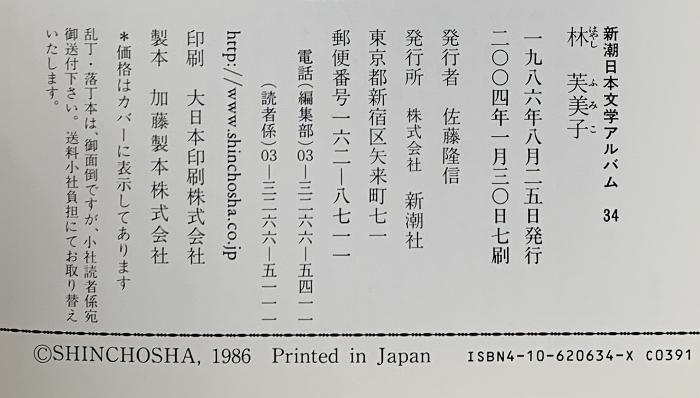 新潮日本文学アルバム 34
林 芙美子
はやし ふみこ
一九八六年八月二五日発行
二〇〇四年一月三〇日七刷
発行者 佐藤隆信
発行所 株式会社 新潮社
東京都新宿区矢来町七一
郵便番号 一六二―八七一一
電話(編集部)03―三二六六―五四一一
(読者係)03―三二六六―五一一一
http://www.shinchosha.co.jp
印刷 大日本印刷株式会社
製本 加藤製本株式会社
*価格はカバーに表示してあります
乱丁・落丁本は、御面倒ですが、小社読者係宛
御送付下さい。送料小社負担にてお取り替え
いたします。
©SHINCHOSHA, 1986 Printed in Japan
ISBN4-10-620634-X C0391